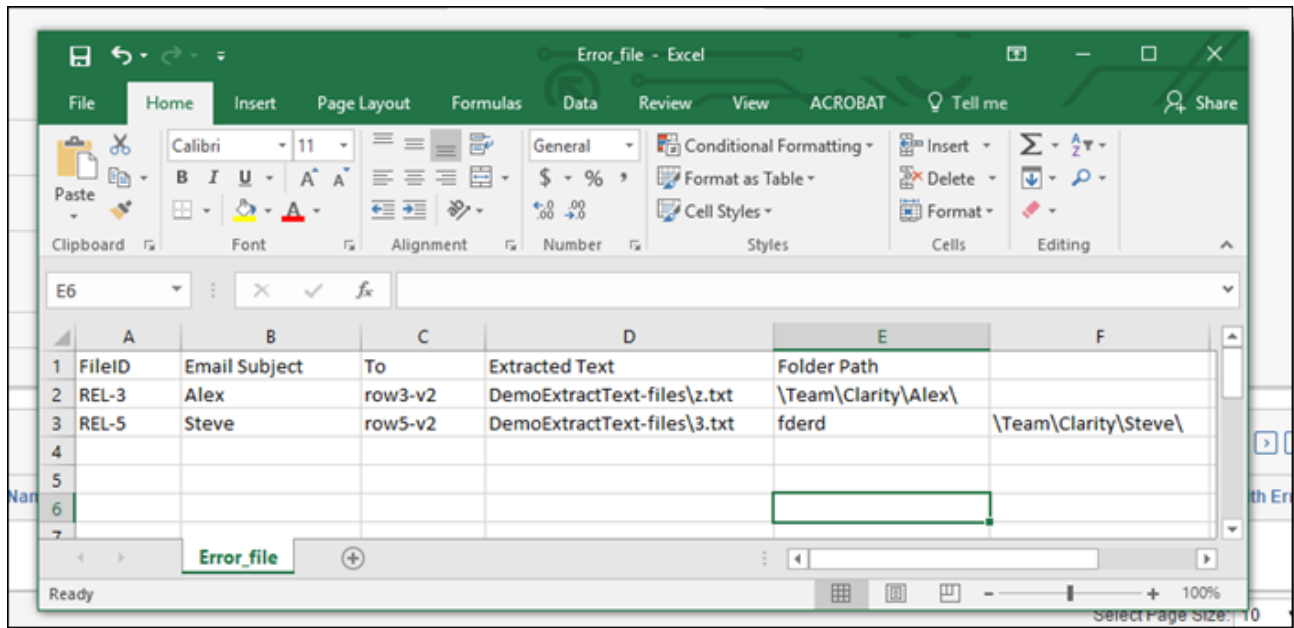 Error_file - Excel
File Home Insert Page Layout Formulas Data Review View ACROBAT Tell me Share
Calibri 11 General Conditional Formatting Insert
Paste B I U A A $ % , Format as Table Delete
A Cell Styles Format
Clipboard Font Alignment Number Styles Cells Editing
E6 fx
A B C D E F
1 FileID Email Subject To Extracted Text Folder Path
2 REL-3 Alex row3-v2 DemoExtractText-files\z.txt \Team\Clarity\Alex\
3 REL-5 Steve row5-v2 DemoExtractText-files\3.txt fderd \Team\Clarity\Steve\
4
5
Nan 6 th Err
7
Error_file
Ready 100%
Select Page Size: 10